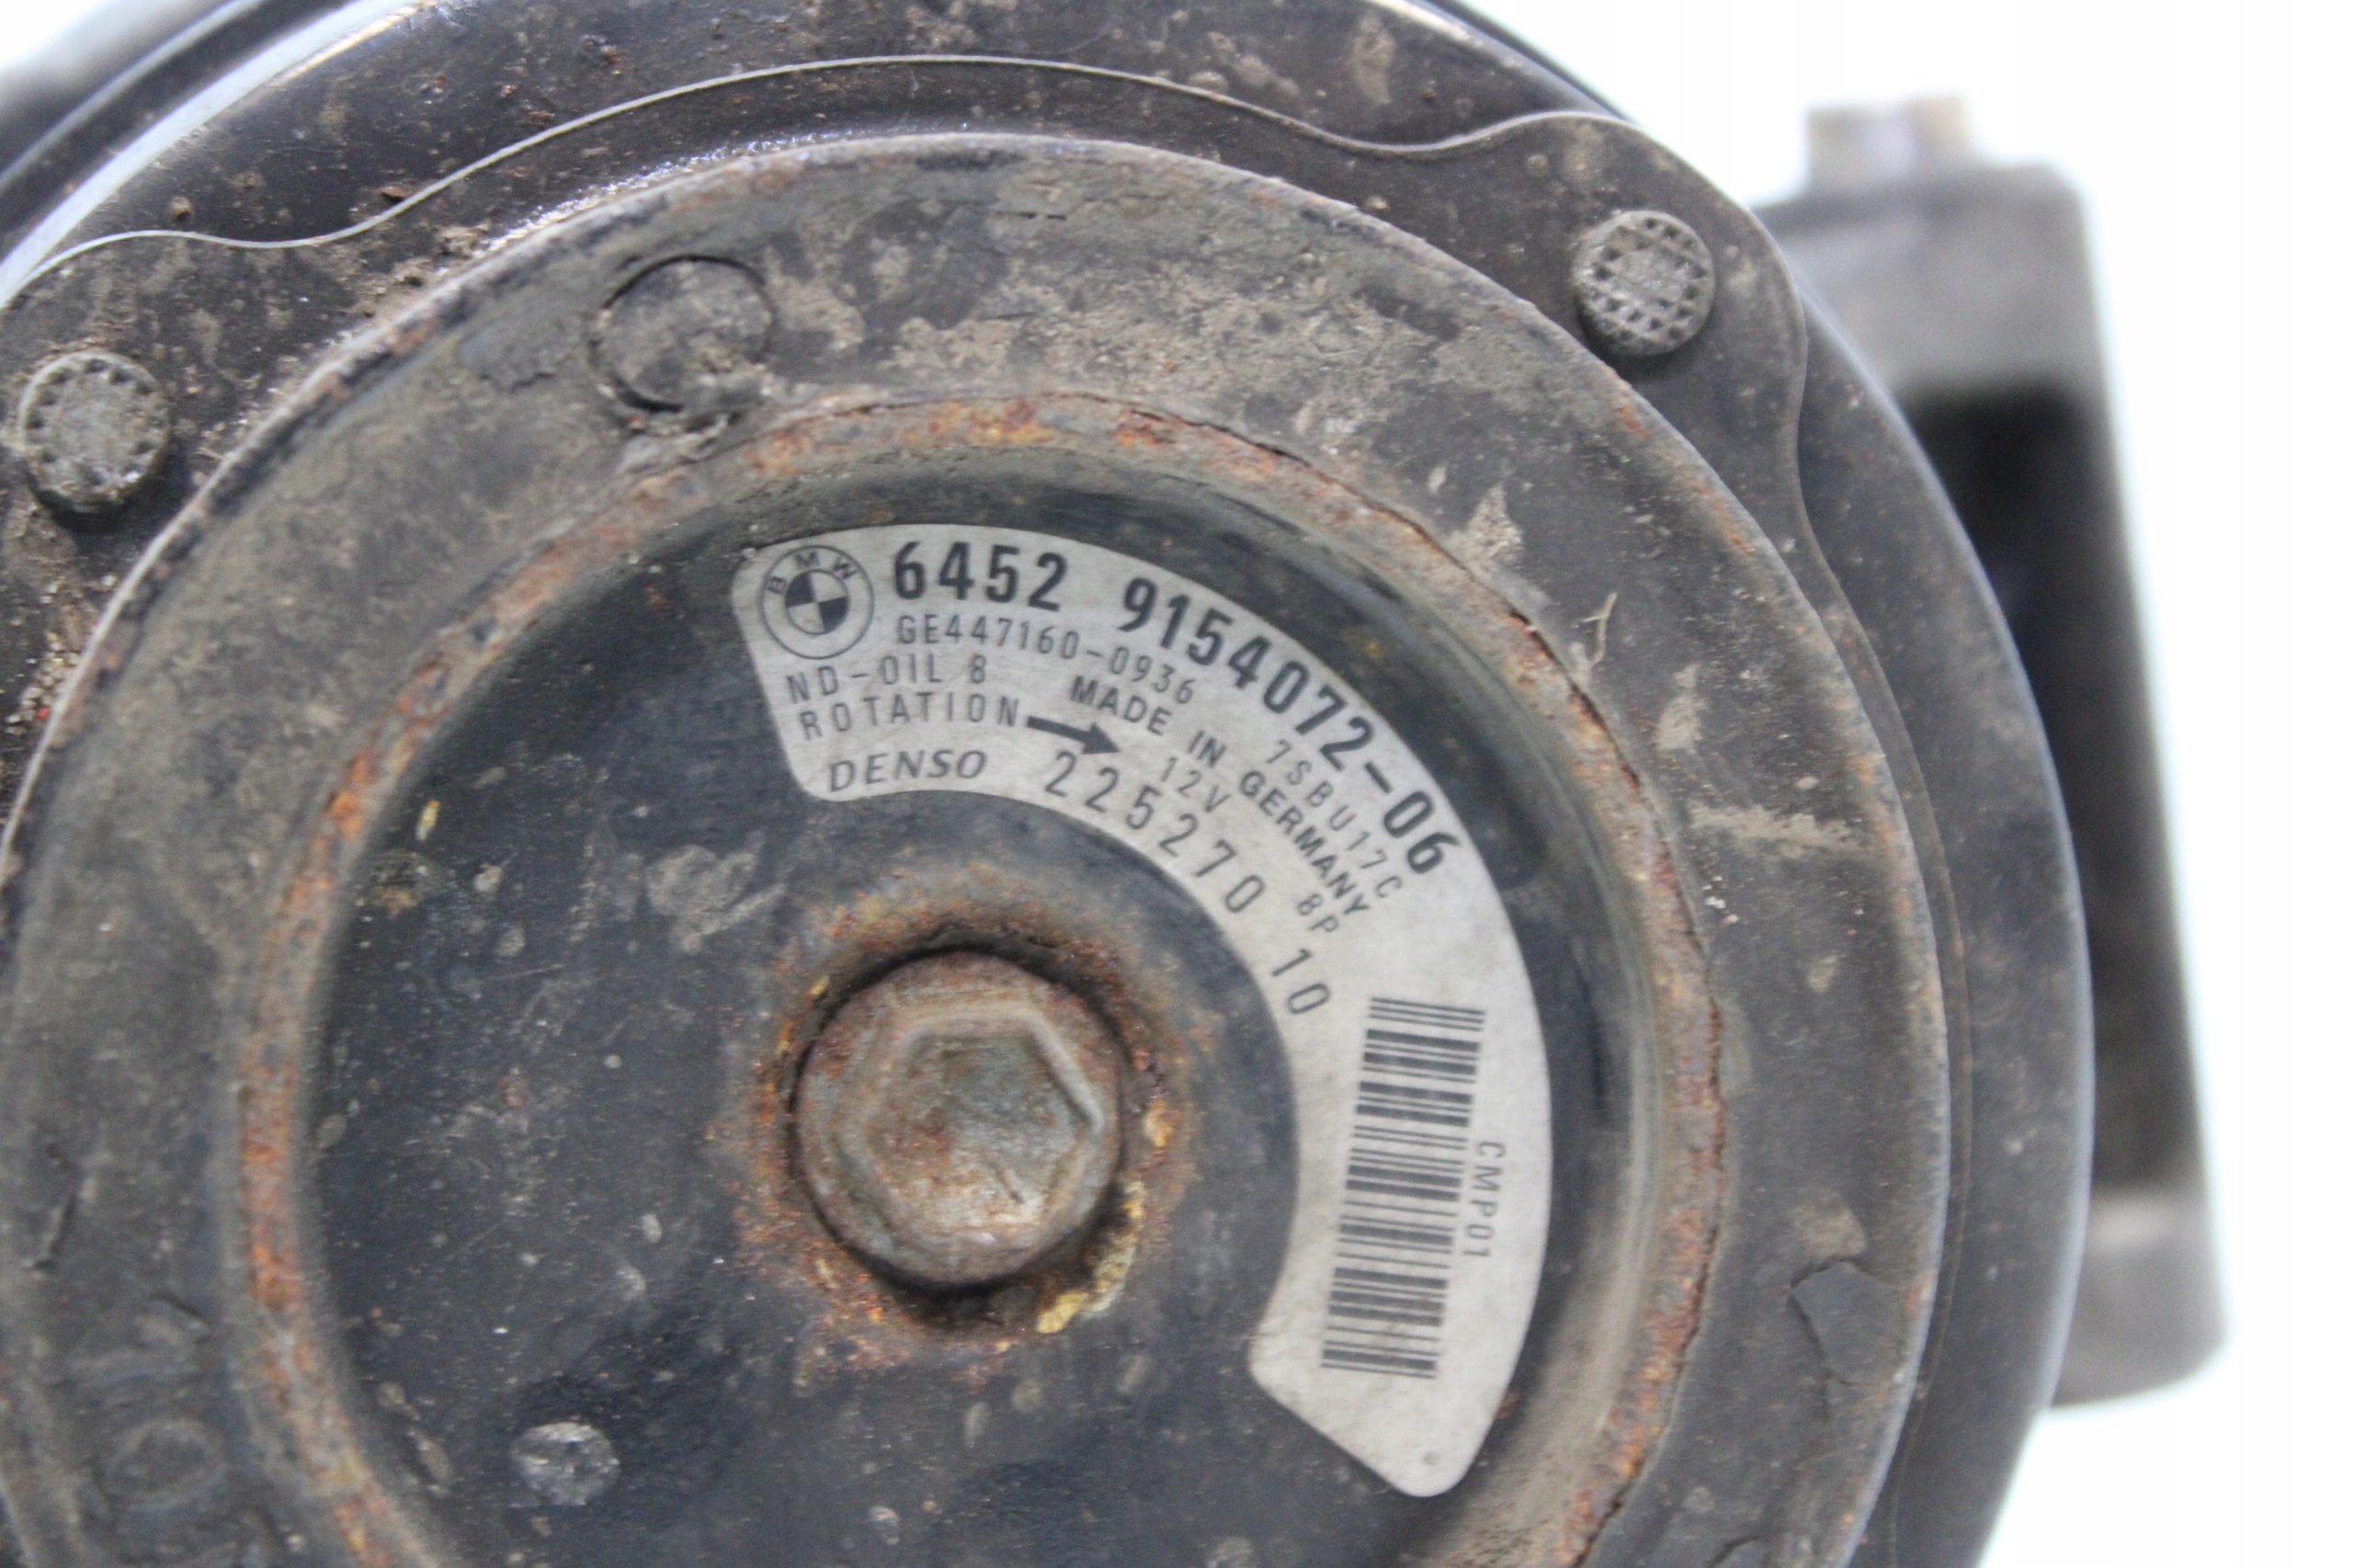 BMW
6452 9154072-06
GE447160-0936 7SBU17C
ND-OIL 8 MADE IN GERMANY
ROTATION 12V 8P
DENSO 225270 10
CMP01